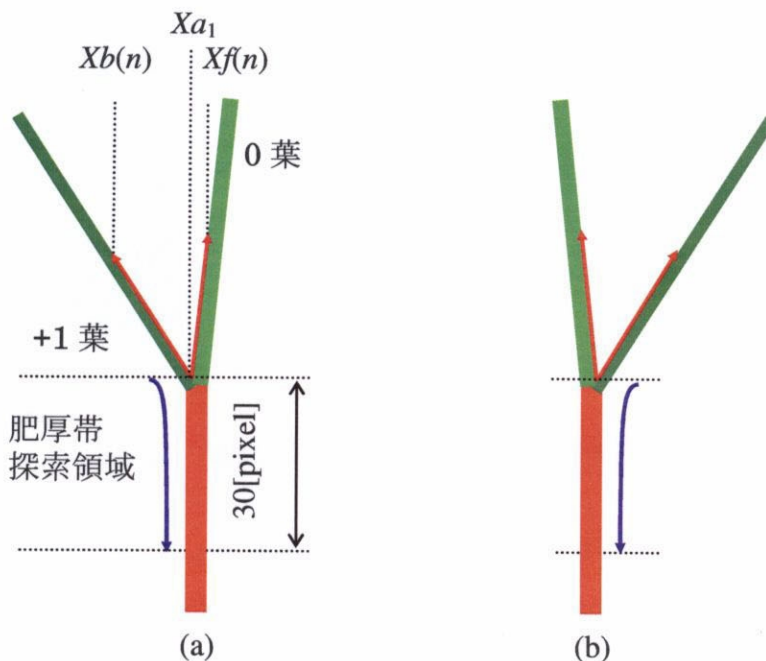 Xa₁
Xb(n)
Xf(n)
0 葉
+1 葉
肥厚帯
探索領域
30[pixel]
(a)
(b)